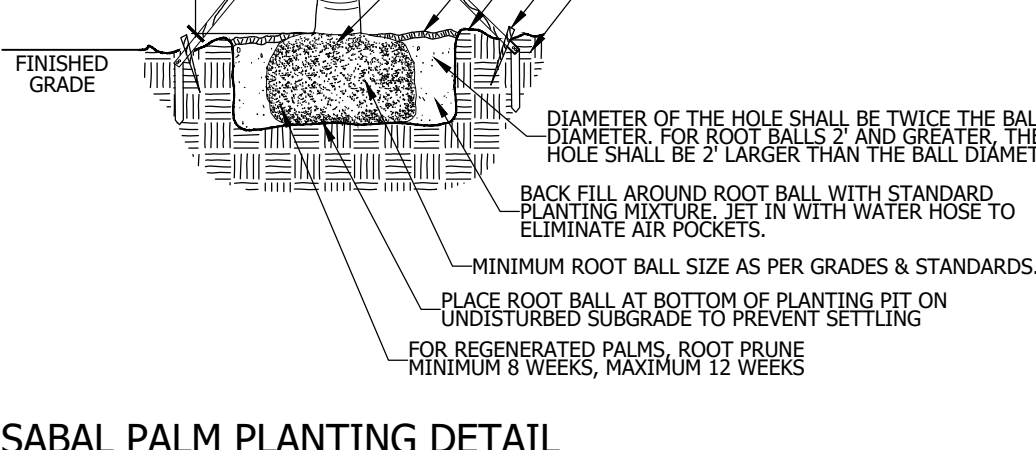 FINISHED
GRADE
DIAMETER OF THE HOLE SHALL BE TWICE THE BAL
DIAMETER. FOR ROOT BALLS 2' AND GREATER, THE
HOLE SHALL BE 2' LARGER THAN THE BALL DIAMET
BACK FILL AROUND ROOT BALL WITH STANDARD
PLANTING MIXTURE. JET IN WITH WATER HOSE TO
ELIMINATE AIR POCKETS.
MINIMUM ROOT BALL SIZE AS PER GRADES & STANDARDS.
PLACE ROOT BALL AT BOTTOM OF PLANTING PIT ON
UNDISTURBED SUBGRADE TO PREVENT SETTLING
FOR REGENERATED PALMS, ROOT PRUNE
MINIMUM 8 WEEKS, MAXIMUM 12 WEEKS
SABAL PALM PLANTING DETAIL